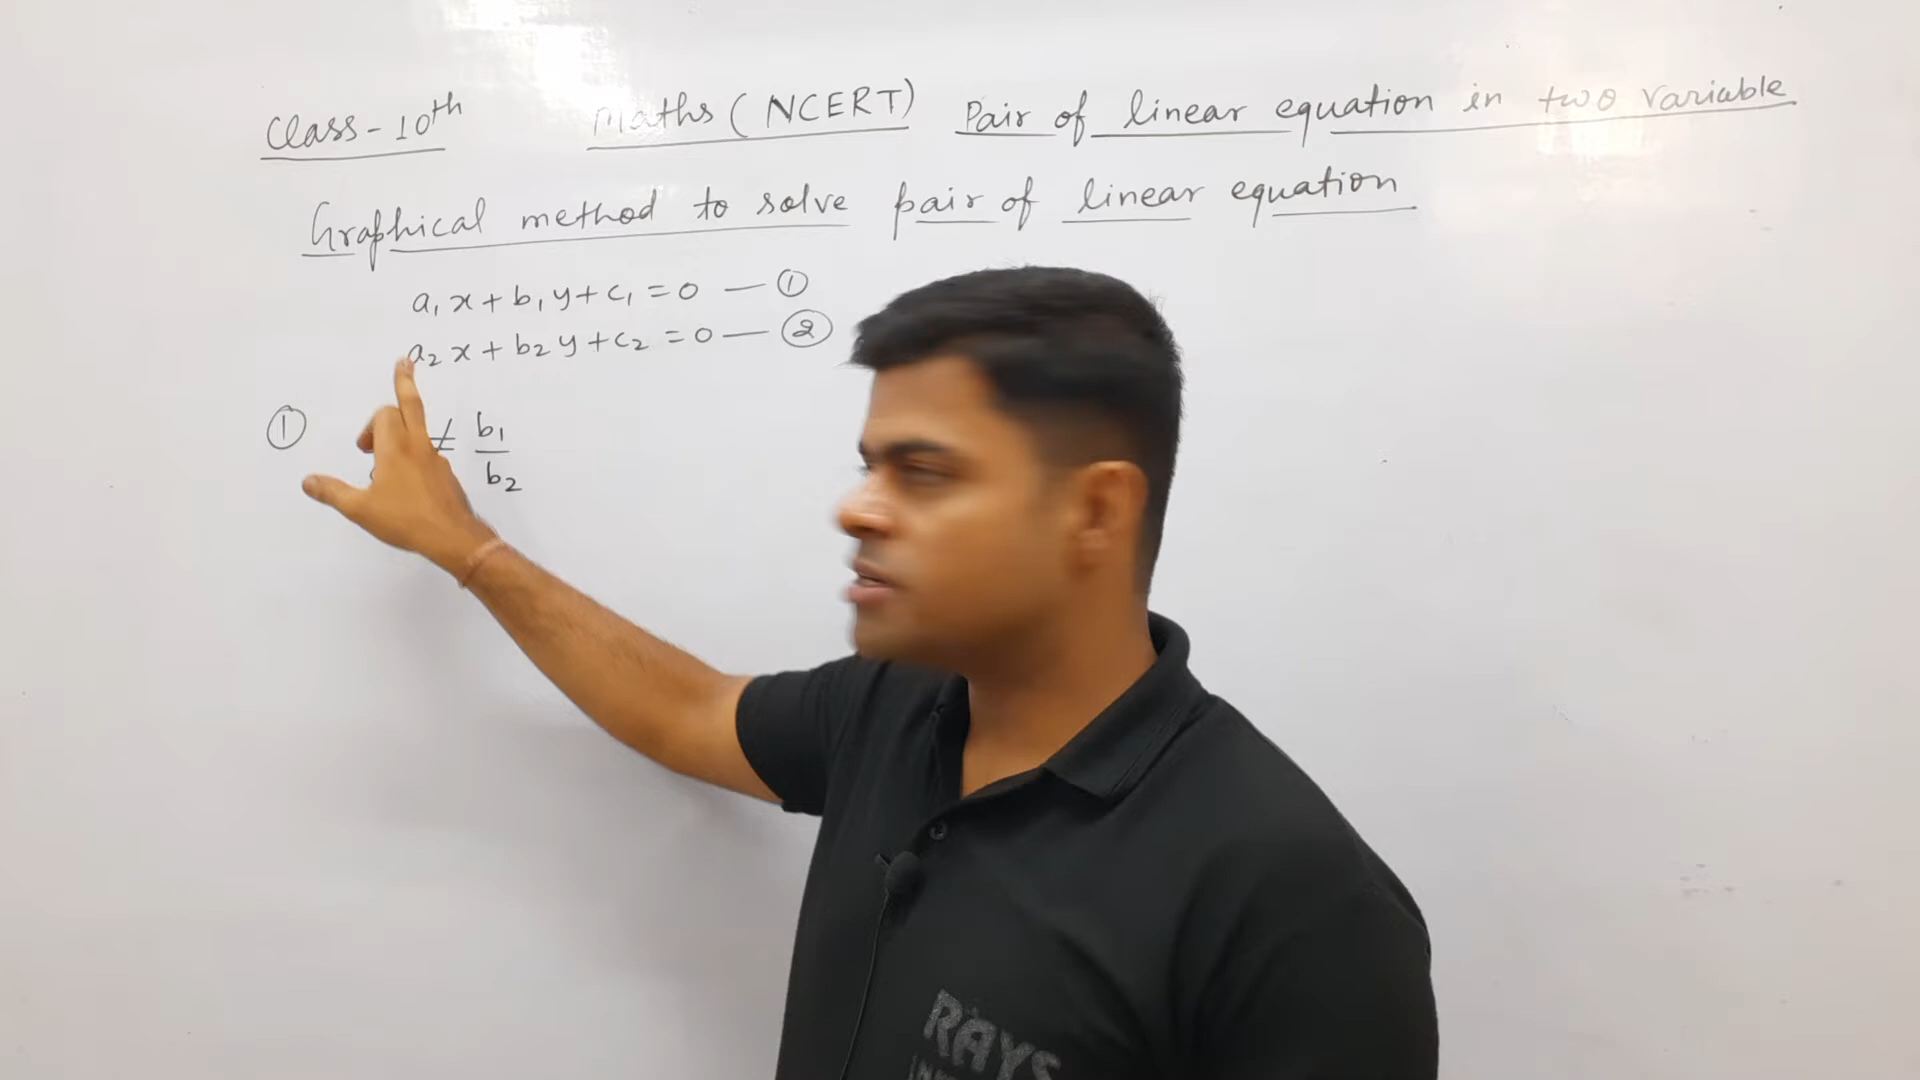 Class-10th Maths (NCERT) Pair of linear equation in two variable
Graphical method to solve pair of linear equation
a₁x + b₁y + c₁ = 0 — ①
a₂x + b₂y + c₂ = 0 — ②
① ≠ b₁/b₂
RAYS